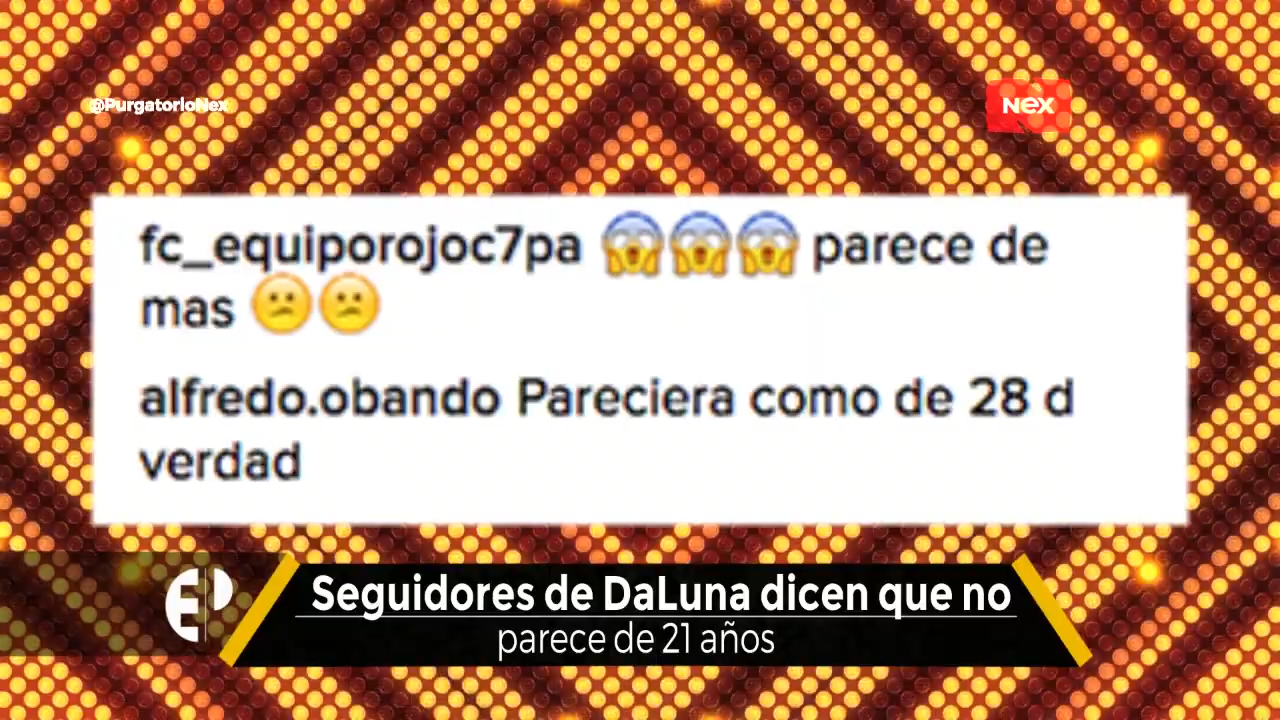 @PurgatorioNex
nex
fc_equiporojoc7pa 😱😱😱 parece de
mas 😕😕
alfredo.obando Pareciera como de 28 d
verdad
EP
Seguidores de DaLuna dicen que no
parece de 21 años